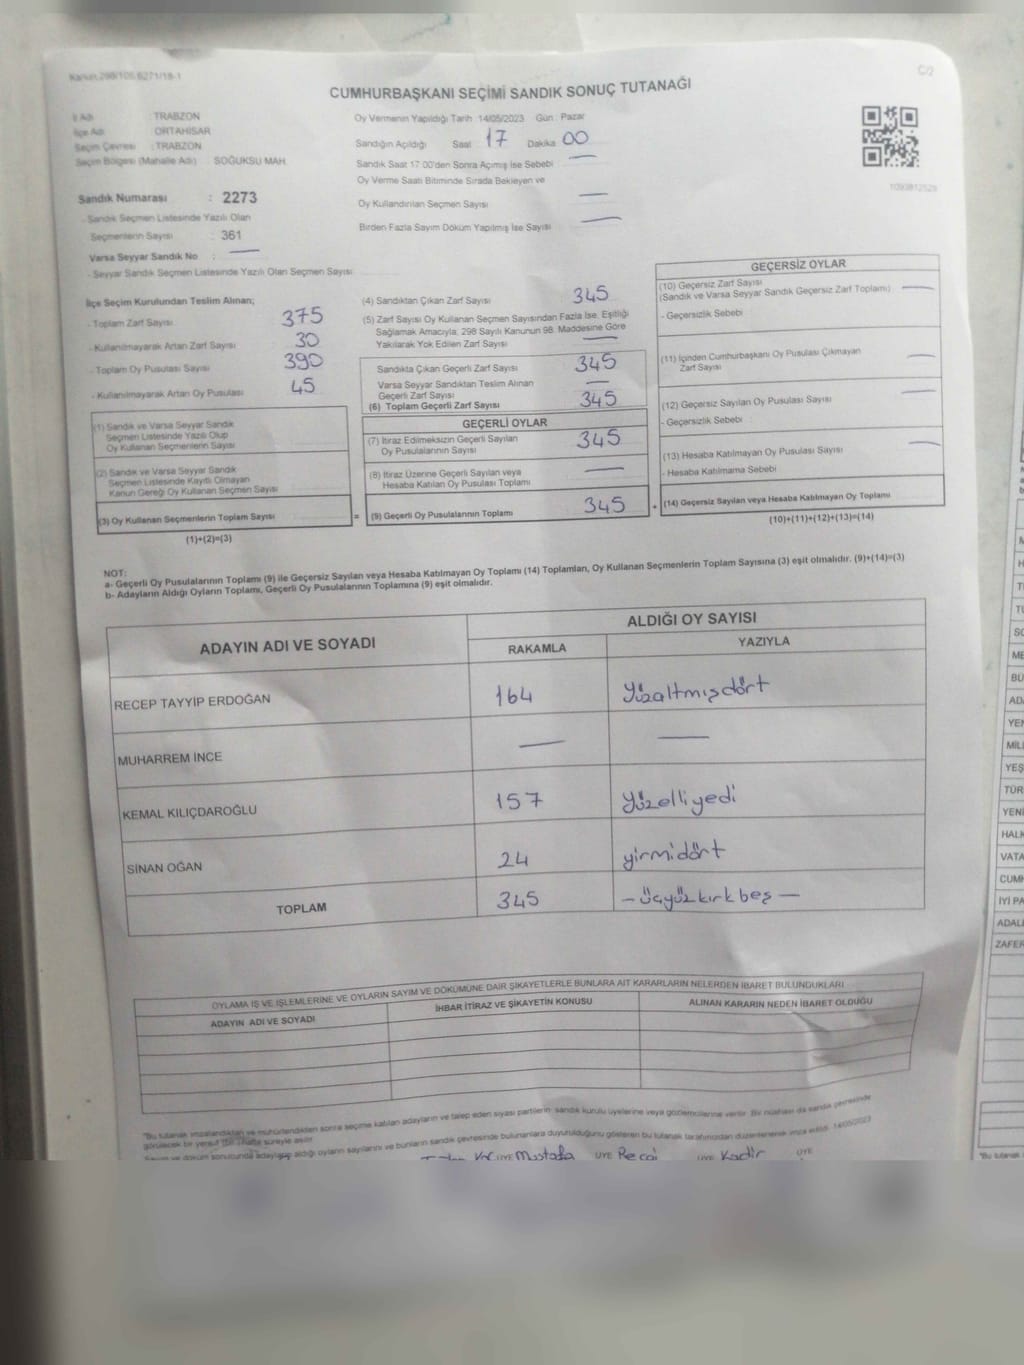 Kanun.298/105.6271/18-1
C/2
CUMHURBAŞKANI SEÇİMİ SANDIK SONUÇ TUTANAĞI
İl Adı TRABZON
İlçe Adı ORTAHİSAR
Seçim Çevresi : TRABZON
Seçim Bölgesi (Mahalle Adı) SOĞUKSU MAH.
Oy Vermenin Yapıldığı Tarih 14/05/2023 Gün : Pazar
Sandığın Açıldığı Saat 17 Dakika 00
Sandık Saat 17:00'den Sonra Açılmış İse Sebebi —
Oy Verme Saati Bitiminde Sırada Bekleyen ve
Oy Kullandırılan Seçmen Sayısı —
Birden Fazla Sayım Döküm Yapılmış İse Sayısı —
1093812529
Sandık Numarası : 2273
- Sandık Seçmen Listesinde Yazılı Olan
Seçmenlerin Sayısı : 361
Varsa Seyyar Sandık No : —
- Seyyar Sandık Seçmen Listesinde Yazılı Olan Seçmen Sayısı
İlçe Seçim Kurulundan Teslim Alınan;
- Toplam Zarf Sayısı 375
- Kullanılmayarak Artan Zarf Sayısı 30
- Toplam Oy Pusulası Sayısı 390
- Kullanılmayarak Artan Oy Pusulası 45
(1) Sandık ve Varsa Seyyar Sandık
Seçmen Listesinde Yazılı Olup
Oy Kullanan Seçmenlerin Sayısı
(2) Sandık ve Varsa Seyyar Sandık
Seçmen Listesinde Kayıtlı Olmayan
Kanun Gereği Oy Kullanan Seçmen Sayısı
(3) Oy Kullanan Seçmenlerin Toplam Sayısı
(1)+(2)=(3)
(4) Sandıktan Çıkan Zarf Sayısı 345
(5) Zarf Sayısı Oy Kullanan Seçmen Sayısından Fazla İse, Eşitliği
Sağlamak Amacıyla, 298 Sayılı Kanunun 98. Maddesine Göre
Yakılarak Yok Edilen Zarf Sayısı —
Sandıkta Çıkan Geçerli Zarf Sayısı 345
Varsa Seyyar Sandıktan Teslim Alınan
Geçerli Zarf Sayısı —
(6) Toplam Geçerli Zarf Sayısı 345
GEÇERLİ OYLAR
(7) İtiraz Edilmeksizin Geçerli Sayılan
Oy Pusulalarının Sayısı 345
(8) İtiraz Üzerine Geçerli Sayılan veya
Hesaba Katılan Oy Pusulası Toplamı —
= (9) Geçerli Oy Pusulalarının Toplamı 345
GEÇERSİZ OYLAR
(10) Geçersiz Zarf Sayısı
(Sandık ve Varsa Seyyar Sandık Geçersiz Zarf Toplamı) —
- Geçersizlik Sebebi
(11) İçinden Cumhurbaşkanı Oy Pusulası Çıkmayan
Zarf Sayısı —
(12) Geçersiz Sayılan Oy Pusulası Sayısı —
- Geçersizlik Sebebi
(13) Hesaba Katılmayan Oy Pusulası Sayısı —
- Hesaba Katılmama Sebebi
+ (14) Geçersiz Sayılan veya Hesaba Katılmayan Oy Toplamı
(10)+(11)+(12)+(13)=(14)
NOT:
a- Geçerli Oy Pusulalarının Toplamı (9) ile Geçersiz Sayılan veya Hesaba Katılmayan Oy Toplamı (14) Toplamları, Oy Kullanan Seçmenlerin Toplam Sayısına (3) eşit olmalıdır. (9)+(14)=(3)
b- Adayların Aldığı Oyların Toplamı, Geçerli Oy Pusulalarının Toplamına (9) eşit olmalıdır.
ADAYIN ADI VE SOYADI ALDIĞI OY SAYISI
RAKAMLA YAZIYLA
RECEP TAYYİP ERDOĞAN 164 Yüzaltmışdört
MUHARREM İNCE — —
KEMAL KILIÇDAROĞLU 157 Yüzelliyedi
SİNAN OĞAN 24 yirmidört
TOPLAM 345 — üçyüzkırkbeş —
OYLAMA İŞ VE İŞLEMLERİNE VE OYLARIN SAYIM VE DÖKÜMÜNE DAİR ŞİKAYETLERLE BUNLARA AİT KARARLARIN NELERDEN İBARET BULUNDUKLARI
ADAYIN ADI VE SOYADI İHBAR İTİRAZ VE ŞİKAYETİN KONUSU ALINAN KARARIN NEDEN İBARET OLDUĞU
"Bu tutanak imzalandıktan ve mühürlendikten sonra seçime katılan adayların ve talep eden siyasi partilerin sandık kurulu üyelerine veya gözlemcilerine verilir. Bir nüshası da sandık çevresinde
görülecek bir yere süreyle asılır.
Seçim ve döküm sonucunda adayların aldığı oyların sayılarını ve bunların sandık çevresinde bulunanlara duyurulduğunu gösteren bu tutanak tarafımızdan düzenlenerek imza edildi. 14/05/2023
ÜYE Mustafa ÜYE Recai ÜYE Kadir ÜYE
SO
ME
BÜ
ADA
YEN
MİLL
YEŞ
TÜR
YENİ
HALK
VATA
CUMH
İYİ PA
ADALE
ZAFER
"Bu tutanak